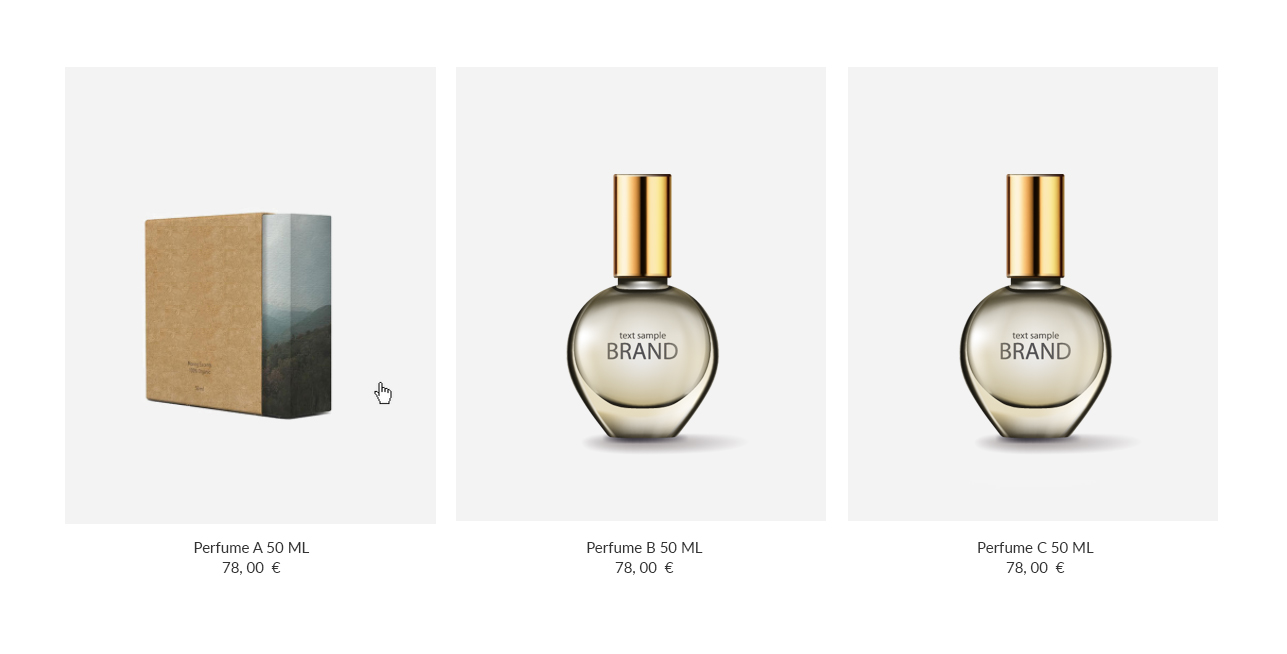 text sample
BRAND
text sample
BRAND
Perfume A 50 ML
78, 00 €
Perfume B 50 ML
78, 00 €
Perfume C 50 ML
78, 00 €